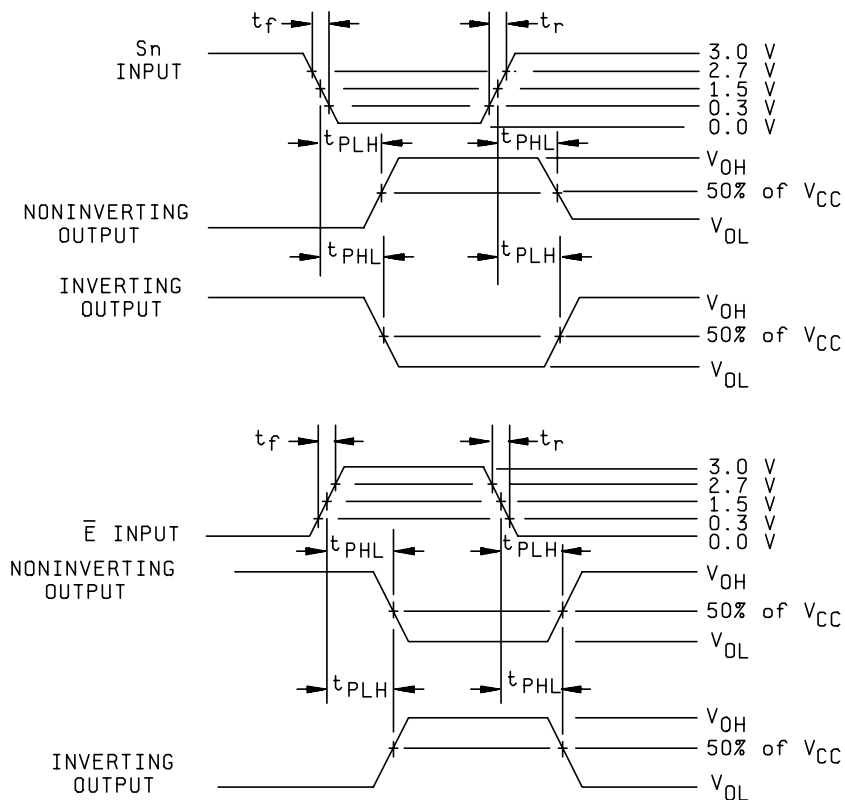 tf tr
Sn
INPUT
3.0 V
2.7 V
1.5 V
0.3 V
0.0 V
tPLH tPHL
VOH
50% of VCC
VOL
NONINVERTING
OUTPUT
tPHL tPLH
INVERTING
OUTPUT
VOH
50% of VCC
VOL
tf tr
3.0 V
2.7 V
1.5 V
0.3 V
0.0 V
E̅ INPUT
tPHL tPLH
NONINVERTING
OUTPUT
VOH
50% of VCC
VOL
tPLH tPHL
VOH
50% of VCC
VOL
INVERTING
OUTPUT